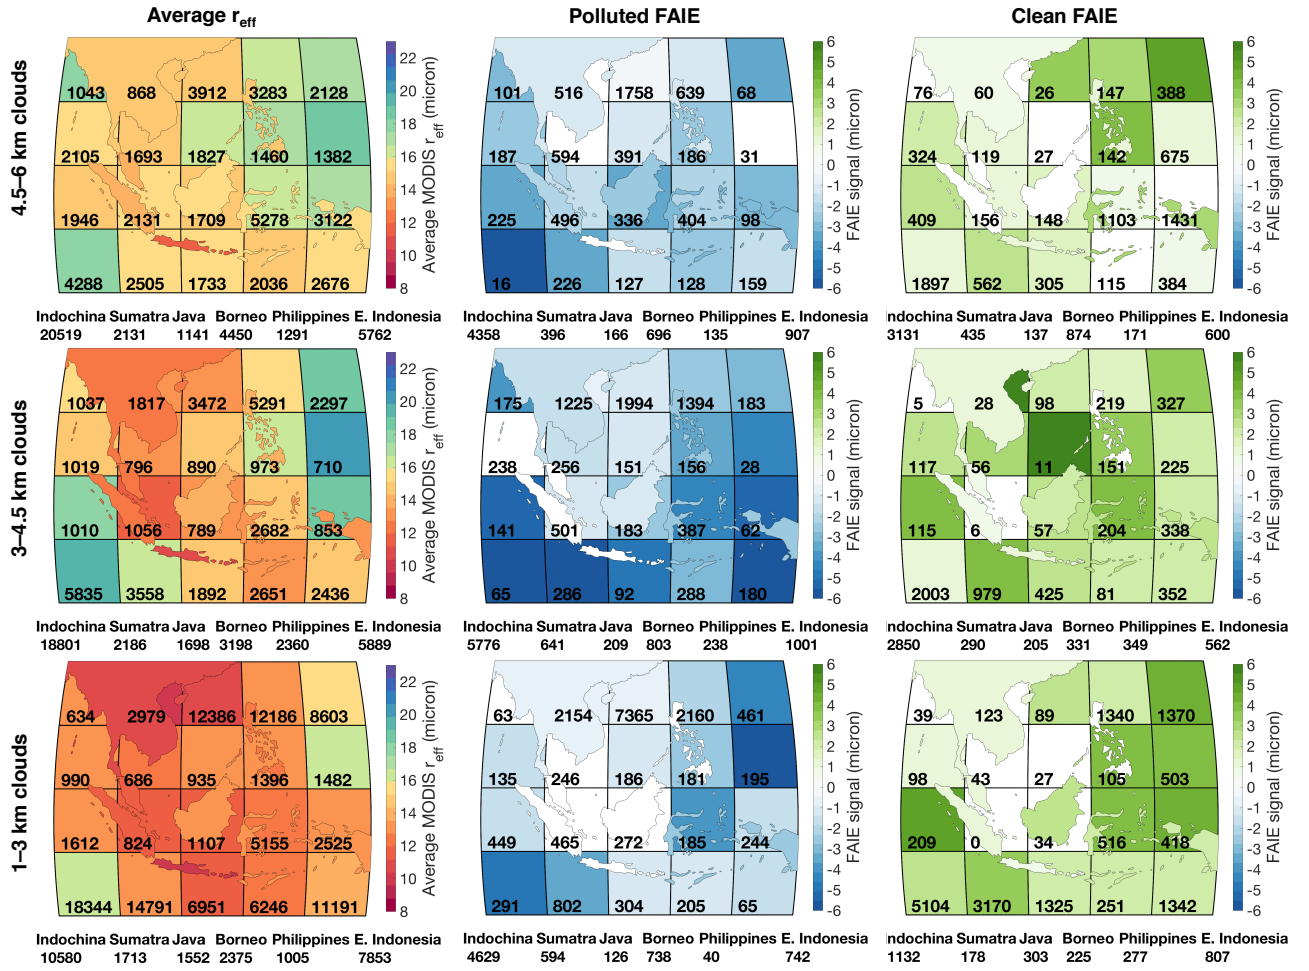 Average r_eff Polluted FAIE Clean FAIE
4.5–6 km clouds
1043 868 3912 3283 2128
2105 1693 1827 1460 1382
1946 2131 1709 5278 3122
4288 2505 1733 2036 2676
22
20
18
16
14
12
10
8
Average MODIS r_eff (micron)
Indochina Sumatra Java Borneo Philippines E. Indonesia
20519 2131 1141 4450 1291 5762
101 516 1758 639 68
187 594 391 186 31
225 496 336 404 98
16 226 127 128 159
6
5
4
3
2
1
0
-1
-2
-3
-4
-5
-6
FAIE signal (micron)
Indochina Sumatra Java Borneo Philippines E. Indonesia
4358 396 166 696 135 907
76 60 26 147 388
324 119 27 142 675
409 156 148 1103 1431
1897 562 305 115 384
6
5
4
3
2
1
0
-1
-2
-3
-4
-5
-6
FAIE signal (micron)
Indochina Sumatra Java Borneo Philippines E. Indonesia
3131 435 137 874 171 600
3–4.5 km clouds
1037 1817 3472 5291 2297
1019 796 890 973 710
1010 1056 789 2682 853
5835 3558 1892 2651 2436
22
20
18
16
14
12
10
8
Average MODIS r_eff (micron)
Indochina Sumatra Java Borneo Philippines E. Indonesia
18801 2186 1698 3198 2360 5889
175 1225 1994 1394 183
238 256 151 156 28
141 501 183 387 62
65 286 92 288 180
6
5
4
3
2
1
0
-1
-2
-3
-4
-5
-6
FAIE signal (micron)
Indochina Sumatra Java Borneo Philippines E. Indonesia
5776 641 209 803 238 1001
5 28 98 219 327
117 56 11 151 225
115 6 57 204 338
2003 979 425 81 352
6
5
4
3
2
1
0
-1
-2
-3
-4
-5
-6
FAIE signal (micron)
Indochina Sumatra Java Borneo Philippines E. Indonesia
2850 290 205 331 349 562
1–3 km clouds
634 2979 12386 12186 8603
990 686 935 1396 1482
1612 824 1107 5155 2525
18344 14791 6951 6246 11191
22
20
18
16
14
12
10
8
Average MODIS r_eff (micron)
Indochina Sumatra Java Borneo Philippines E. Indonesia
10580 1713 1552 2375 1005 7853
63 2154 7365 2160 461
135 246 186 181 195
449 465 272 185 244
291 802 304 205 65
6
5
4
3
2
1
0
-1
-2
-3
-4
-5
-6
FAIE signal (micron)
Indochina Sumatra Java Borneo Philippines E. Indonesia
4629 594 126 738 40 742
39 123 89 1340 1370
98 43 27 105 503
209 0 34 516 418
5104 3170 1325 251 1342
6
5
4
3
2
1
0
-1
-2
-3
-4
-5
-6
FAIE signal (micron)
Indochina Sumatra Java Borneo Philippines E. Indonesia
1132 178 303 225 277 807